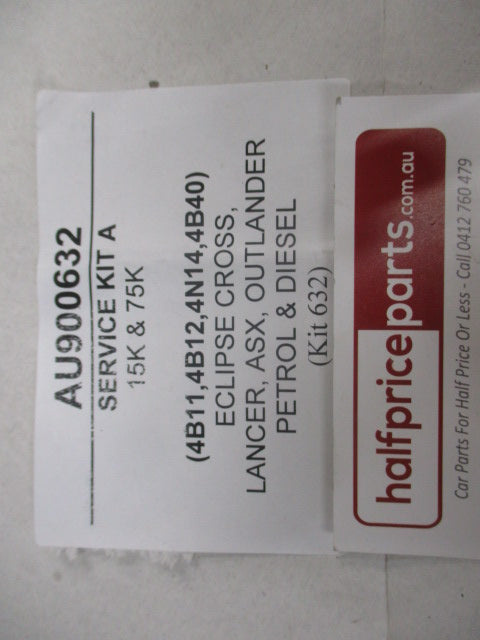 AU900632
SERVICE KIT A
15K & 75K
(4B11,4B12,4N14,4B40)
ECLIPSE CROSS,
LANCER, ASX, OUTLANDER
PETROL & DIESEL
(Kit 632)
halfpriceparts.com.au
Car Parts For Half Price Or Less - Call 0412 760 479